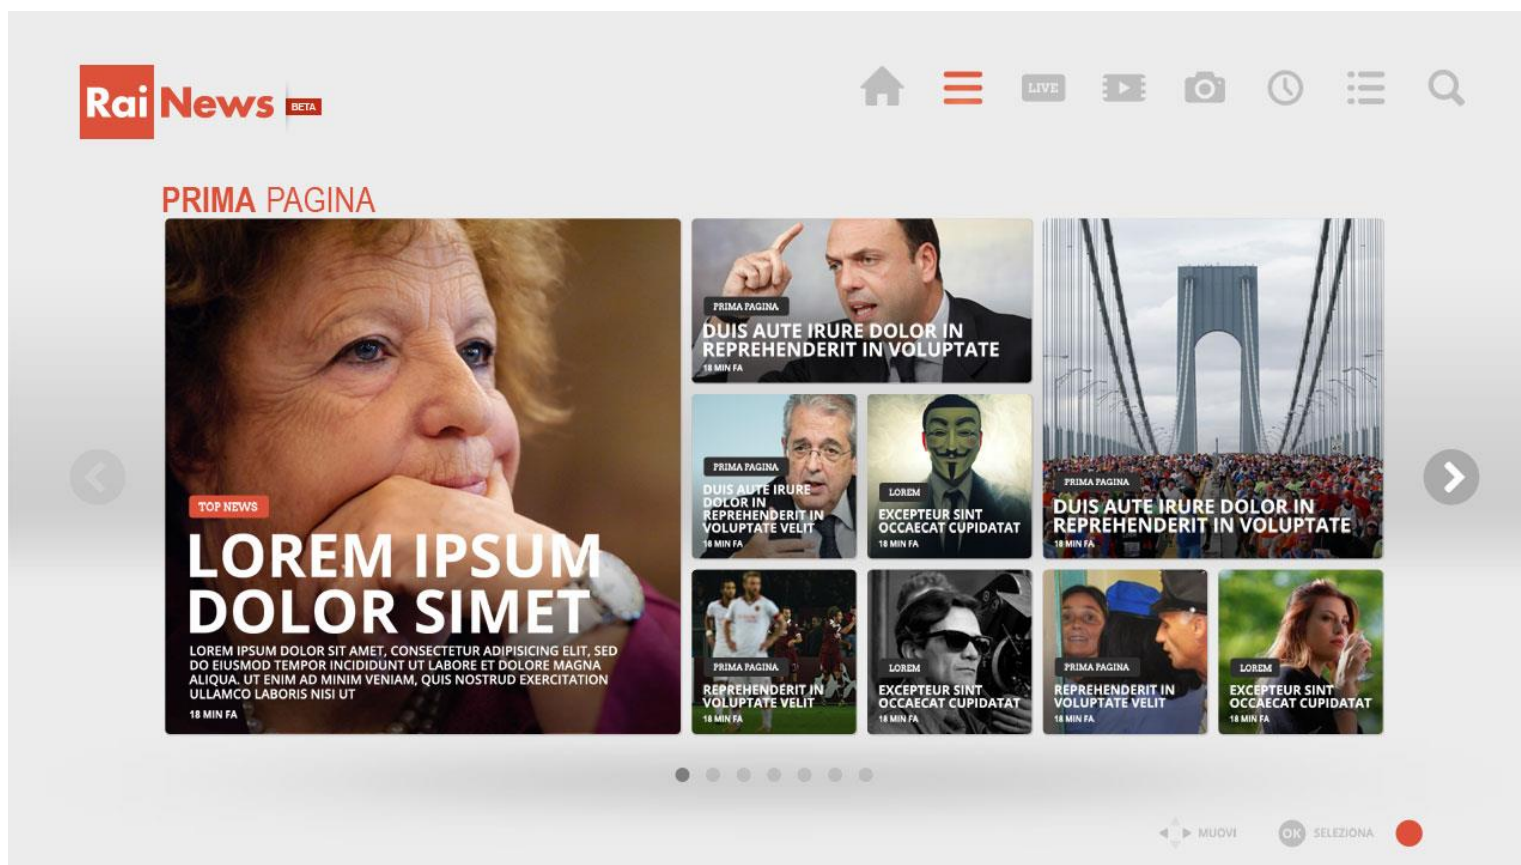 Rai News BETA
LIVE
PRIMA PAGINA
TOP NEWS
LOREM IPSUM
DOLOR SIMET
LOREM IPSUM DOLOR SIT AMET, CONSECTETUR ADIPISICING ELIT, SED
DO EIUSMOD TEMPOR INCIDIDUNT UT LABORE ET DOLORE MAGNA
ALIQUA. UT ENIM AD MINIM VENIAM, QUIS NOSTRUD EXERCITATION
ULLAMCO LABORIS NISI UT
18 MIN FA
PRIMA PAGINA
DUIS AUTE IRURE DOLOR IN
REPREHENDERIT IN VOLUPTATE
18 MIN FA
PRIMA PAGINA
DUIS AUTE IRURE
DOLOR IN
REPREHENDERIT IN
VOLUPTATE VELIT
18 MIN FA
LOREM
EXCEPTEUR SINT
OCCAECAT CUPIDATAT
18 MIN FA
PRIMA PAGINA
DUIS AUTE IRURE DOLOR IN
REPREHENDERIT IN VOLUPTATE
18 MIN FA
PRIMA PAGINA
REPREHENDERIT IN
VOLUPTATE VELIT
18 MIN FA
LOREM
EXCEPTEUR SINT
OCCAECAT CUPIDATAT
18 MIN FA
PRIMA PAGINA
REPREHENDERIT IN
VOLUPTATE VELIT
18 MIN FA
LOREM
EXCEPTEUR SINT
OCCAECAT CUPIDATAT
18 MIN FA
MUOVI
OK SELEZIONA